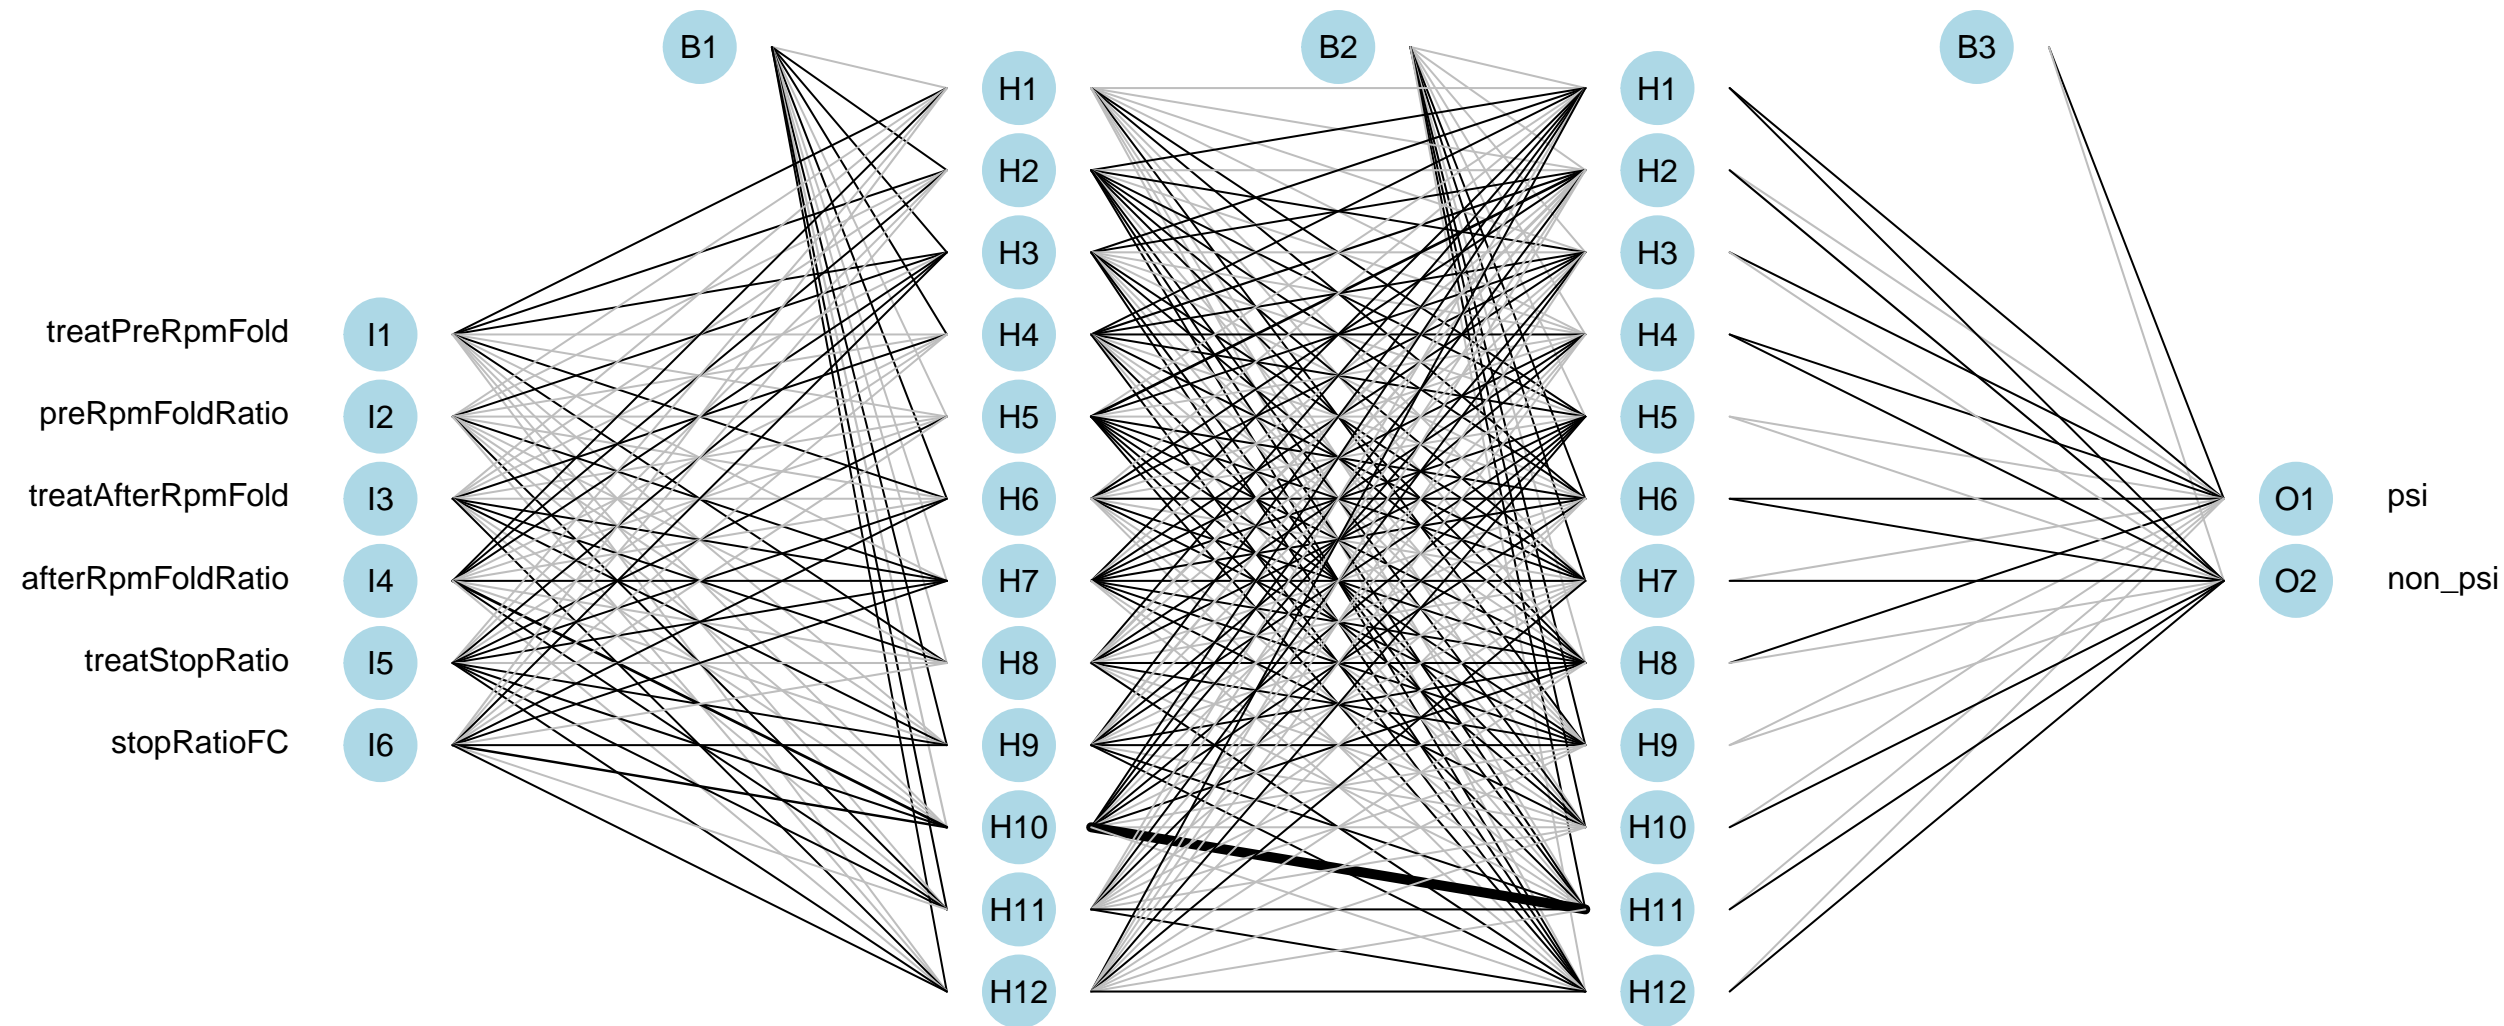 B1
B2
B3
H1
H1
H2
H2
H3
H3
treatPreRpmFold I1
H4
H4
preRpmFoldRatio I2
H5
H5
treatAfterRpmFold I3
H6
H6
O1 psi
afterRpmFoldRatio I4
H7
H7
O2 non_psi
treatStopRatio I5
H8
H8
stopRatioFC I6
H9
H9
H10
H10
H11
H11
H12
H12